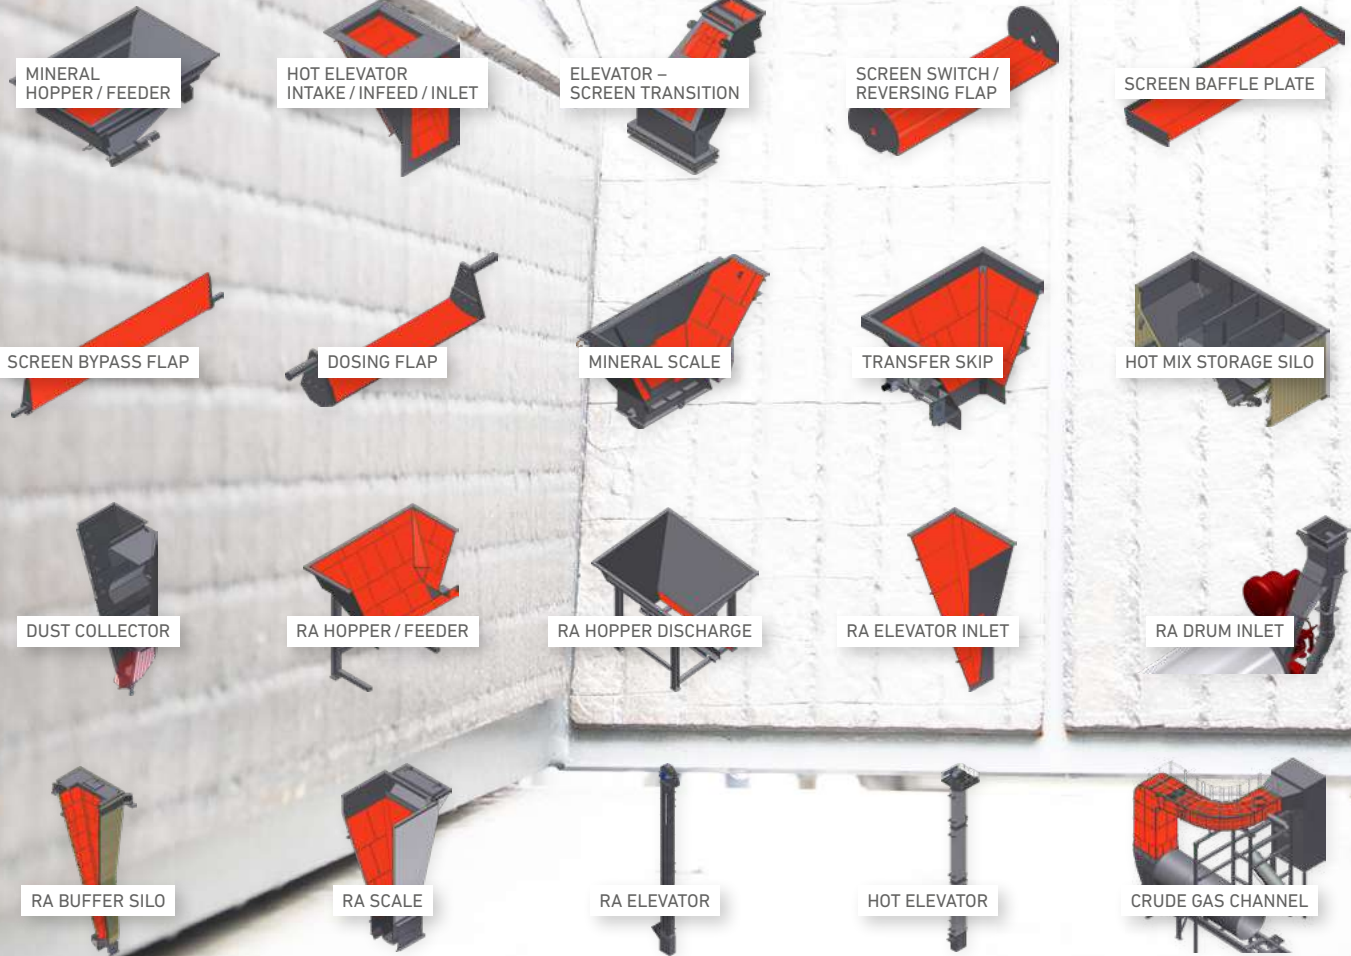 MINERAL
HOPPER / FEEDER
HOT ELEVATOR
INTAKE / INFEED / INLET
ELEVATOR –
SCREEN TRANSITION
SCREEN SWITCH /
REVERSING FLAP
SCREEN BAFFLE PLATE
SCREEN BYPASS FLAP
DOSING FLAP
MINERAL SCALE
TRANSFER SKIP
HOT MIX STORAGE SILO
DUST COLLECTOR
RA HOPPER / FEEDER
RA HOPPER DISCHARGE
RA ELEVATOR INLET
RA DRUM INLET
RA BUFFER SILO
RA SCALE
RA ELEVATOR
HOT ELEVATOR
CRUDE GAS CHANNEL